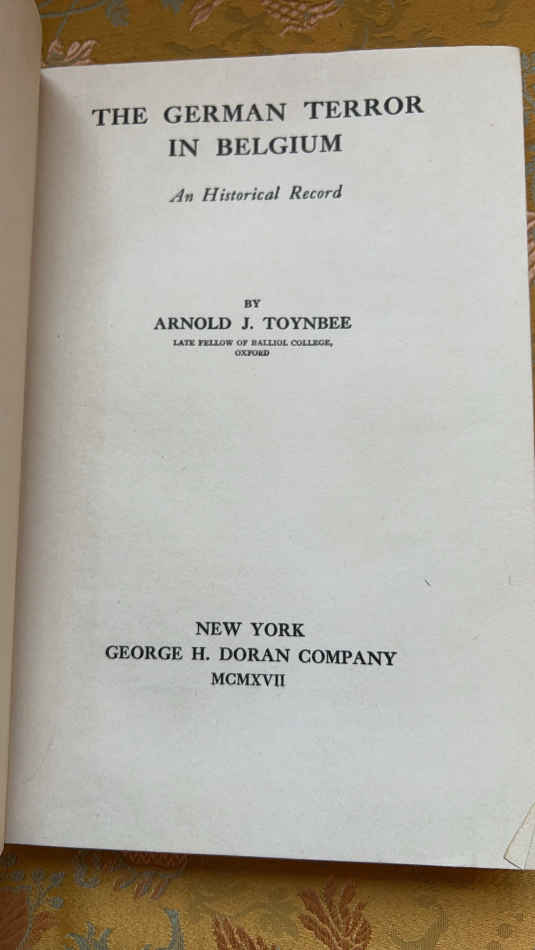 THE GERMAN TERROR
IN BELGIUM
An Historical Record
BY
ARNOLD J. TOYNBEE
LATE FELLOW OF BALLIOL COLLEGE,
OXFORD
NEW YORK
GEORGE H. DORAN COMPANY
MCMXVII